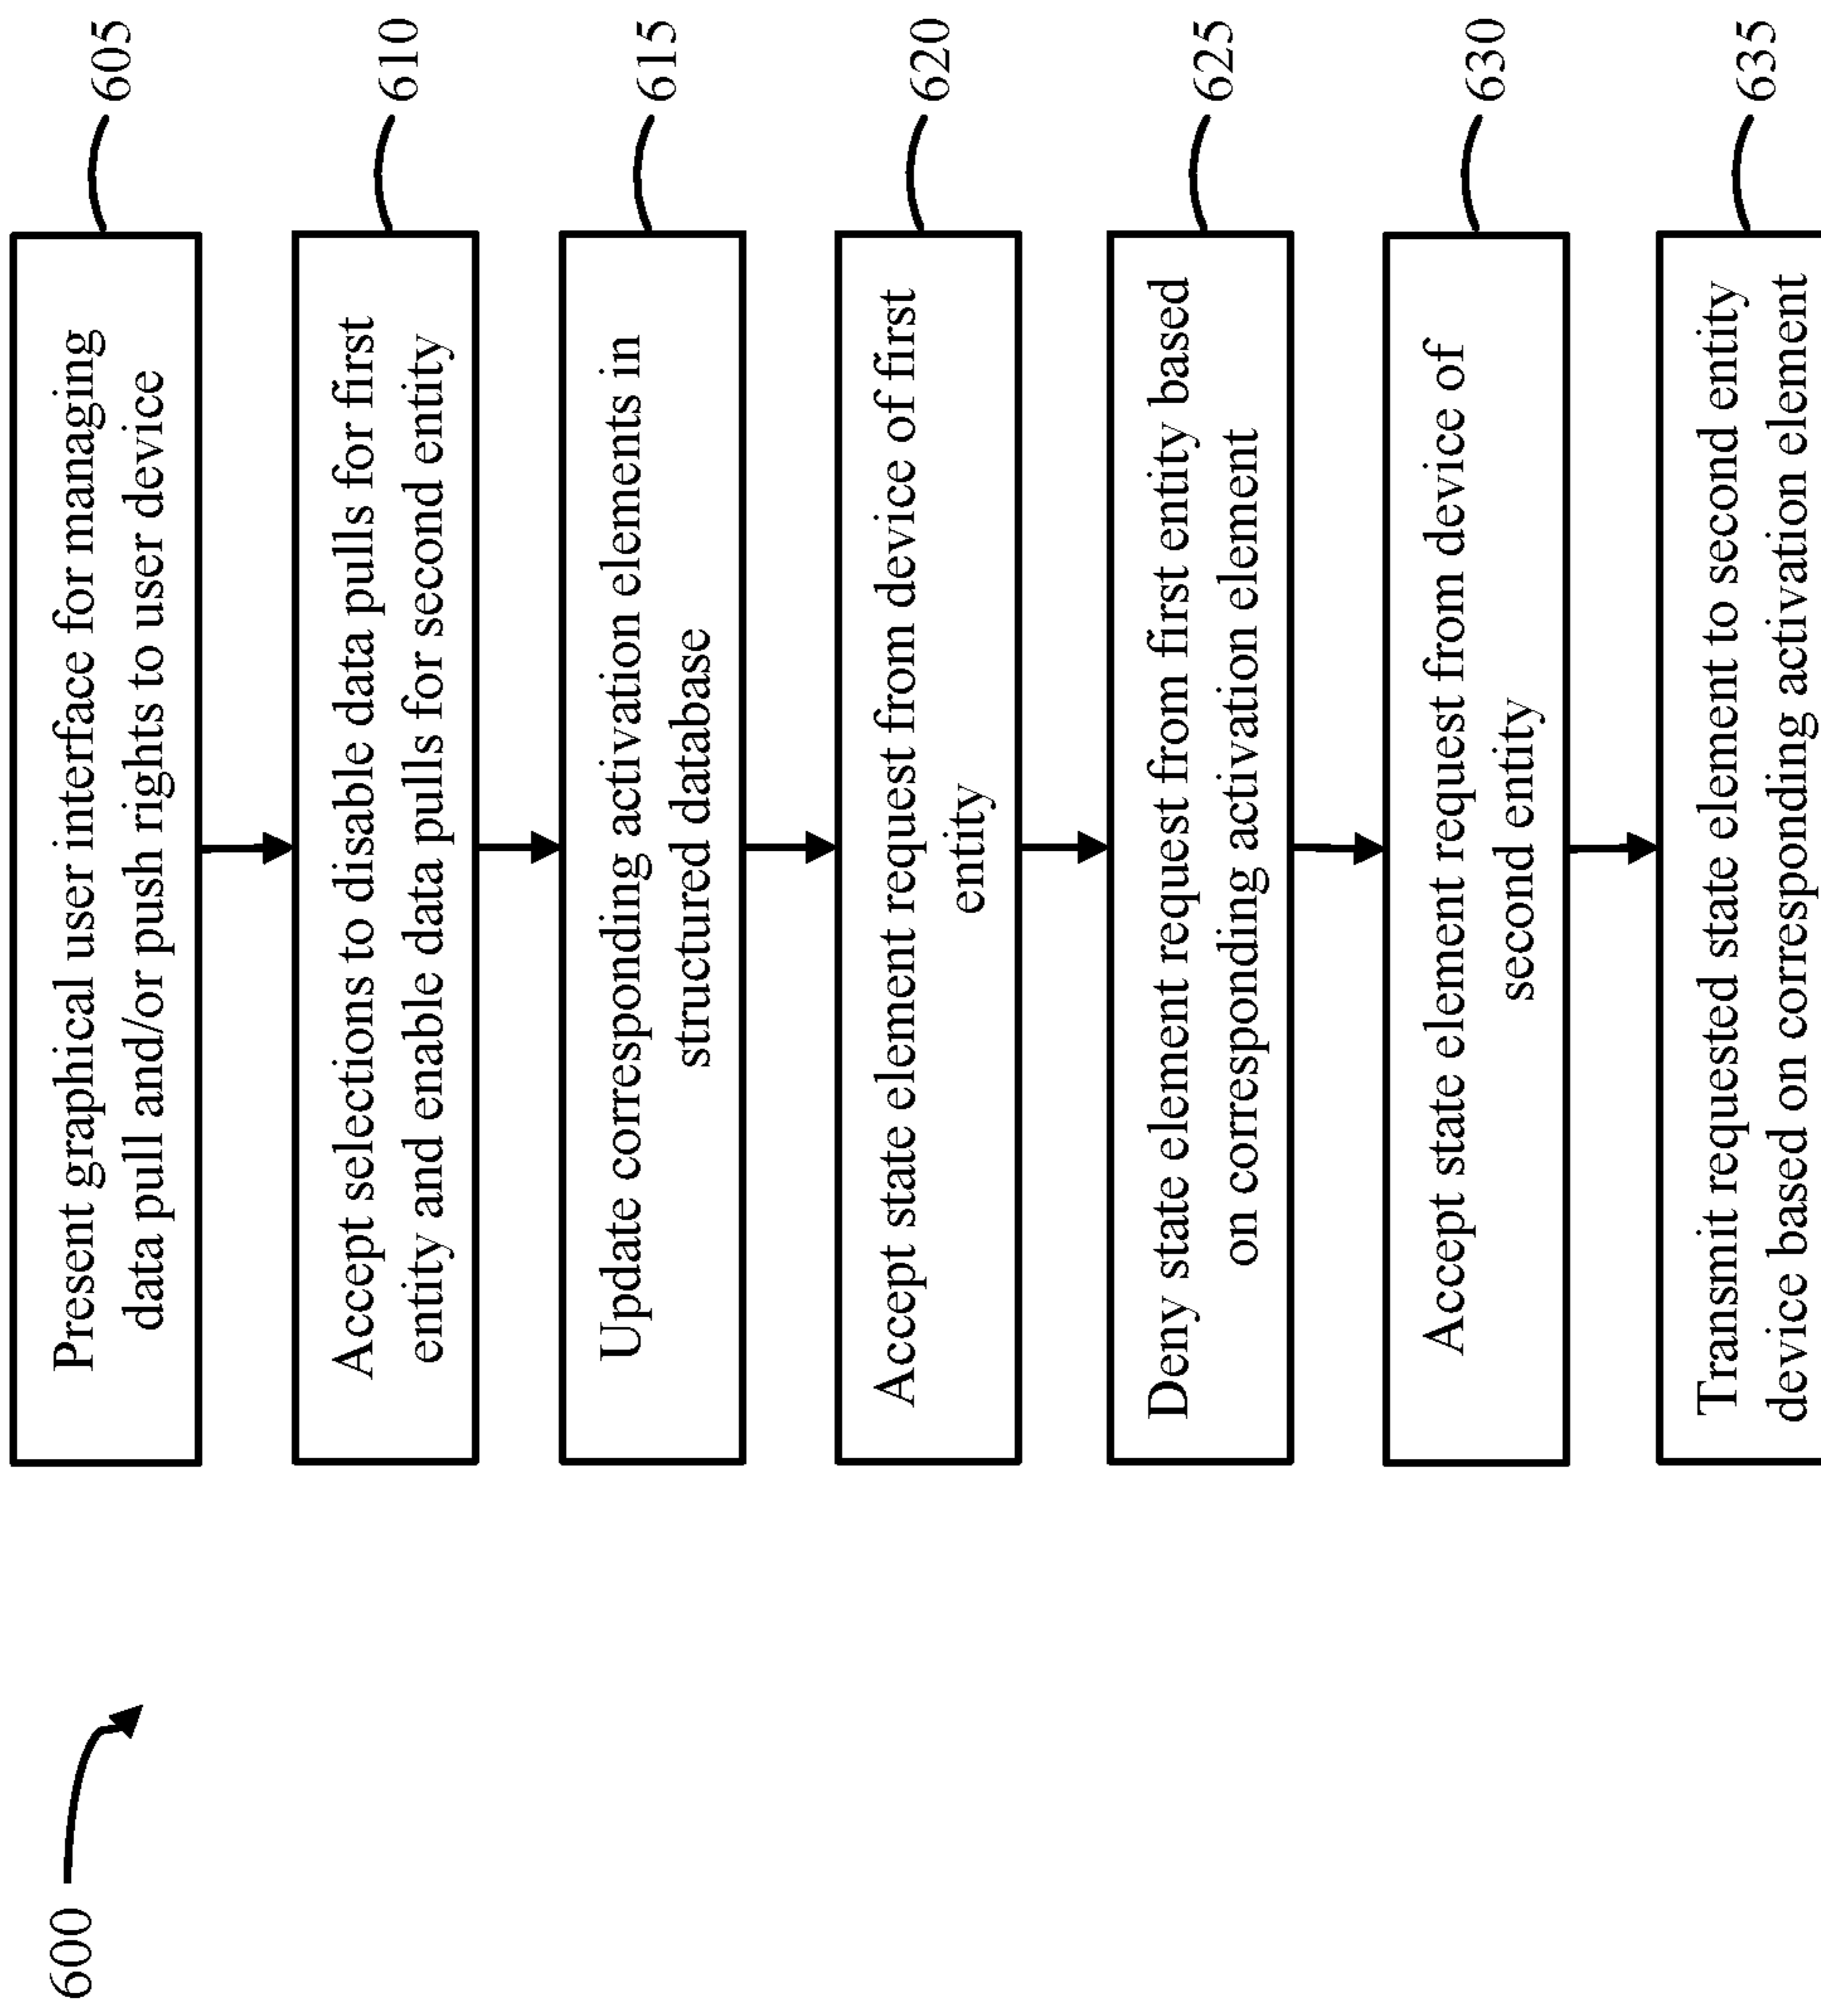 600
Present graphical user interface for managing
data pull and/or push rights to user device
605
Accept selections to disable data pulls for first
entity and enable data pulls for second entity
610
Update corresponding activation elements in
structured database
615
Accept state element request from device of first
entity
620
Deny state element request from first entity based
on corresponding activation element
625
Accept state element request from device of
second entity
630
Transmit requested state element to second entity
device based on corresponding activation element
635